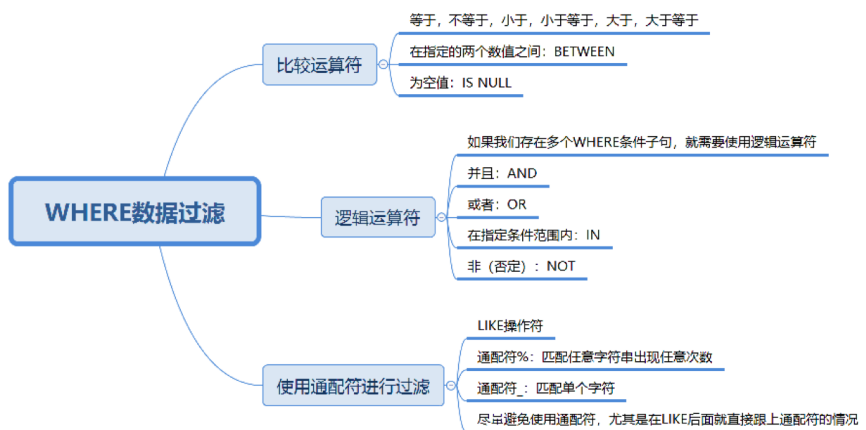 WHERE数据过滤
比较运算符
等于，不等于，小于，小于等于，大于，大于等于
在指定的两个数值之间：BETWEEN
为空值：IS NULL
逻辑运算符
如果我们存在多个WHERE条件子句，就需要使用逻辑运算符
并且：AND
或者：OR
在指定条件范围内：IN
非（否定）：NOT
使用通配符进行过滤
LIKE操作符
通配符%：匹配任意字符串出现任意次数
通配符_：匹配单个字符
尽量避免使用通配符，尤其是在LIKE后面就直接跟上通配符的情况